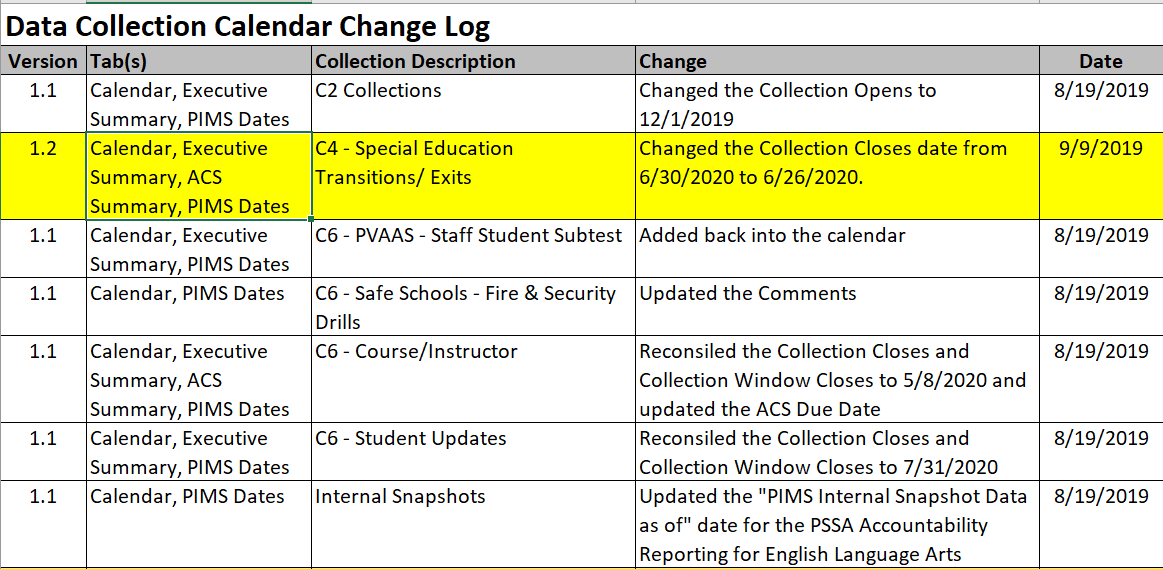 Data Collection Calendar Change Log
Version Tab(s) Collection Description Change Date
1.1 Calendar, Executive C2 Collections Changed the Collection Opens to 8/19/2019
Summary, PIMS Dates 12/1/2019
1.2 Calendar, Executive C4 - Special Education Changed the Collection Closes date from 9/9/2019
Summary, ACS Transitions/ Exits 6/30/2020 to 6/26/2020.
Summary, PIMS Dates
1.1 Calendar, Executive C6 - PVAAS - Staff Student Subtest Added back into the calendar 8/19/2019
Summary, PIMS Dates
1.1 Calendar, PIMS Dates C6 - Safe Schools - Fire & Security Updated the Comments 8/19/2019
Drills
1.1 Calendar, Executive C6 - Course/Instructor Reconsiled the Collection Closes and 8/19/2019
Summary, ACS Collection Window Closes to 5/8/2020 and
Summary, PIMS Dates updated the ACS Due Date
1.1 Calendar, Executive C6 - Student Updates Reconsiled the Collection Closes and 8/19/2019
Summary, PIMS Dates Collection Window Closes to 7/31/2020
1.1 Calendar, PIMS Dates Internal Snapshots Updated the "PIMS Internal Snapshot Data 8/19/2019
as of" date for the PSSA Accountability
Reporting for English Language Arts